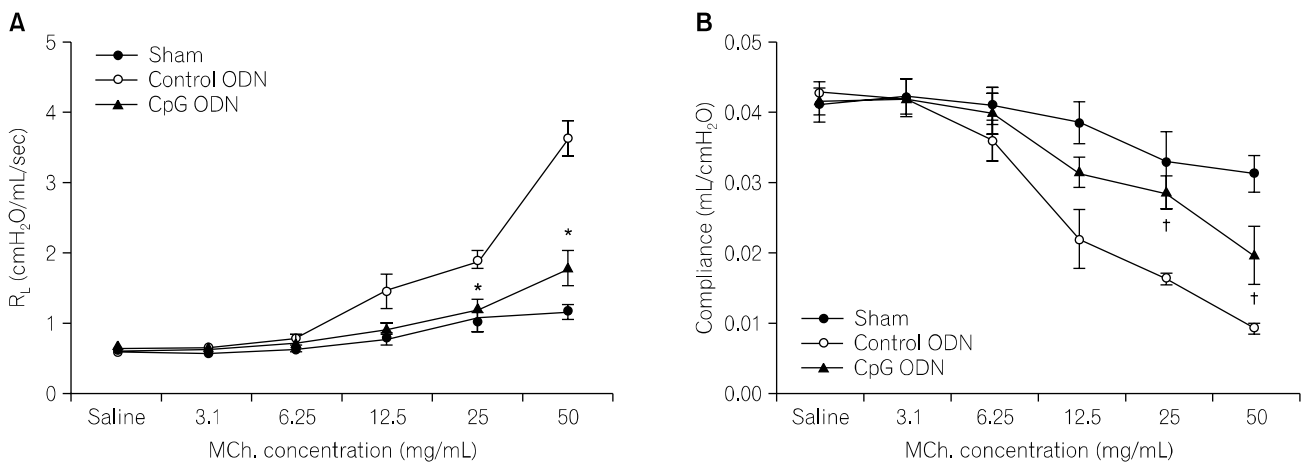 A
5
4
3
2
1
0
R_L (cmH₂O/mL/sec)
Sham
Control ODN
CpG ODN
*
*
Saline 3.1 6.25 12.5 25 50
MCh. concentration (mg/mL)
B
0.05
0.04
0.03
0.02
0.01
0.00
Compliance (mL/cmH₂O)
†
†
Sham
Control ODN
CpG ODN
Saline 3.1 6.25 12.5 25 50
MCh. concentration (mg/mL)